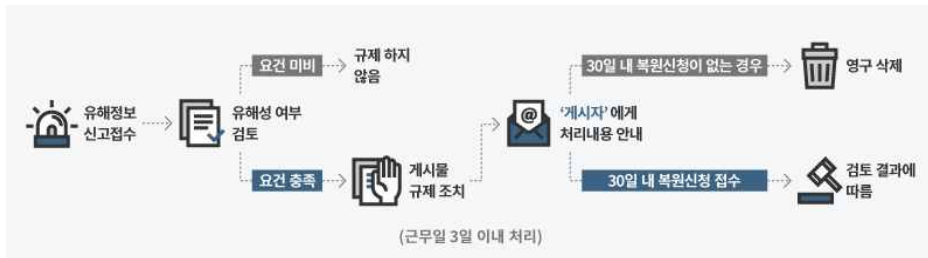 유해정보
신고접수
유해성 여부
검토
요건 미비
규제 하지
않음
요건 충족
게시물
규제 조치
@
‘게시자’ 에게
처리내용 안내
30일 내 복원신청이 없는 경우
영구 삭제
30일 내 복원신청 접수
검토 결과에
따름
(근무일 3일 이내 처리)